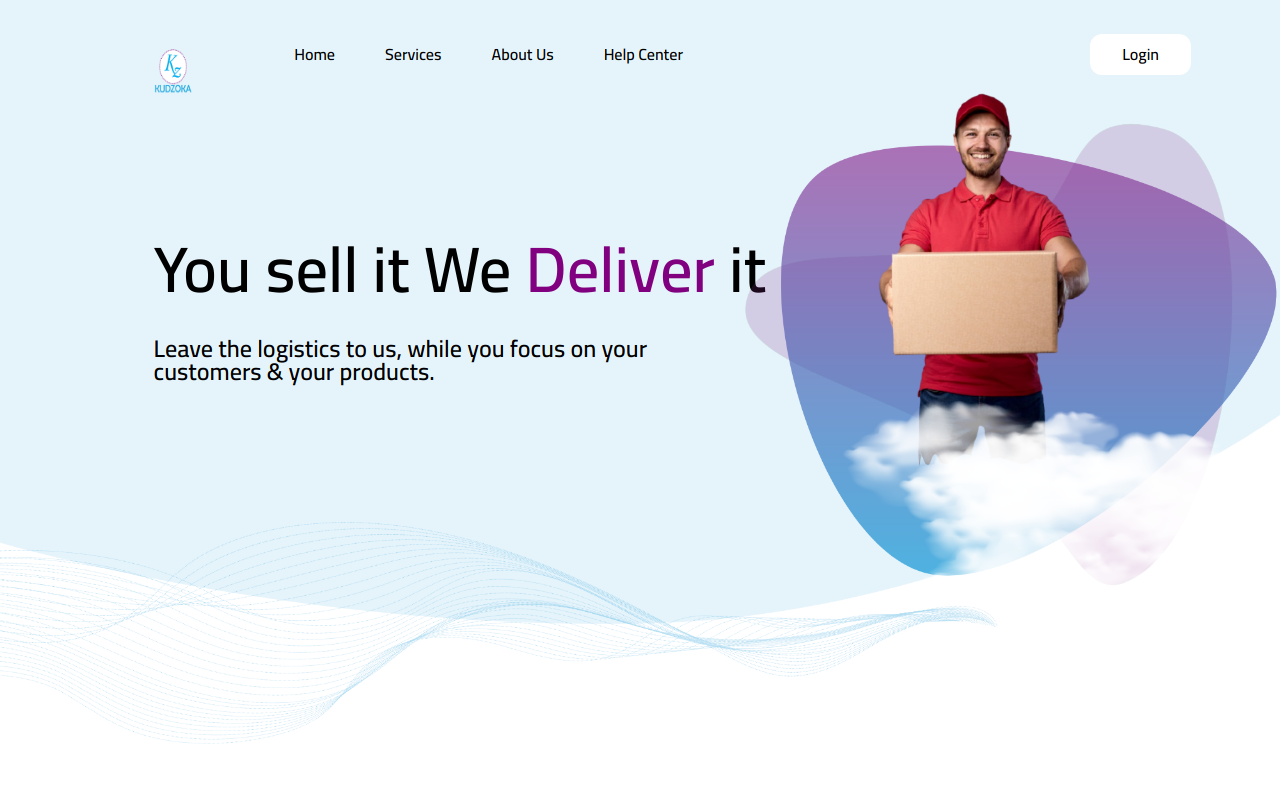 Kz
KUDZOKA
Home
Services
About Us
Help Center
Login
You sell it We Deliver it
Leave the logistics to us, while you focus on your
customers & your products.